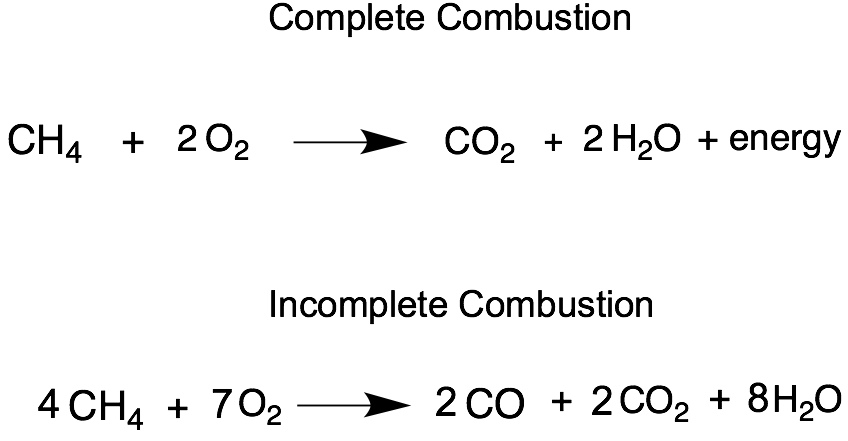 Complete Combustion
CH₄ + 2 O₂ ⟶ CO₂ + 2 H₂O + energy
Incomplete Combustion
4 CH₄ + 7 O₂ ⟶ 2 CO + 2 CO₂ + 8 H₂O